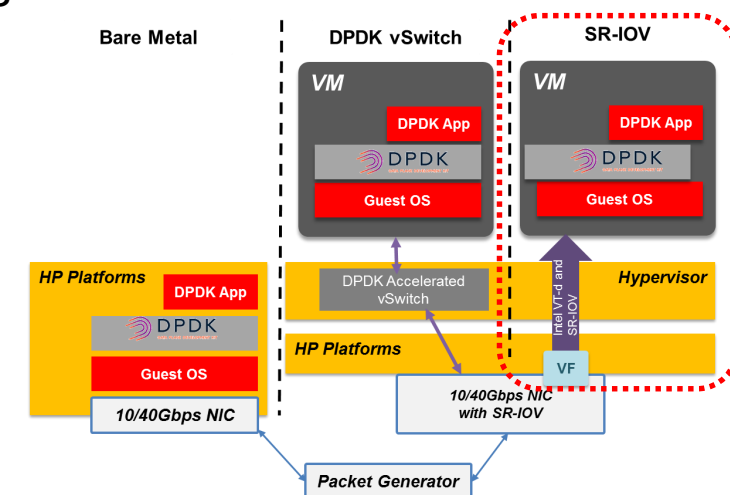 Bare Metal
DPDK vSwitch
SR-IOV
VM
DPDK App
DPDK
Guest OS
VM
DPDK App
DPDK
Guest OS
HP Platforms
DPDK App
DPDK
Guest OS
10/40Gbps NIC
DPDK Accelerated
vSwitch
Hypervisor
Intel VT-d and
SR-IOV
HP Platforms
VF
10/40Gbps NIC
with SR-IOV
Packet Generator